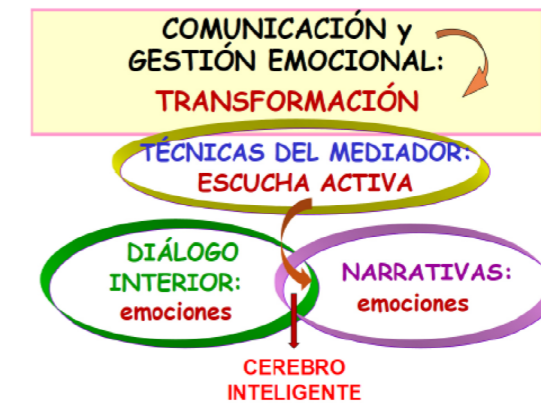 COMUNICACIÓN y
GESTIÓN EMOCIONAL:
TRANSFORMACIÓN
TÉCNICAS DEL MEDIADOR:
ESCUCHA ACTIVA
DIÁLOGO
INTERIOR:
emociones
NARRATIVAS:
emociones
CEREBRO
INTELIGENTE